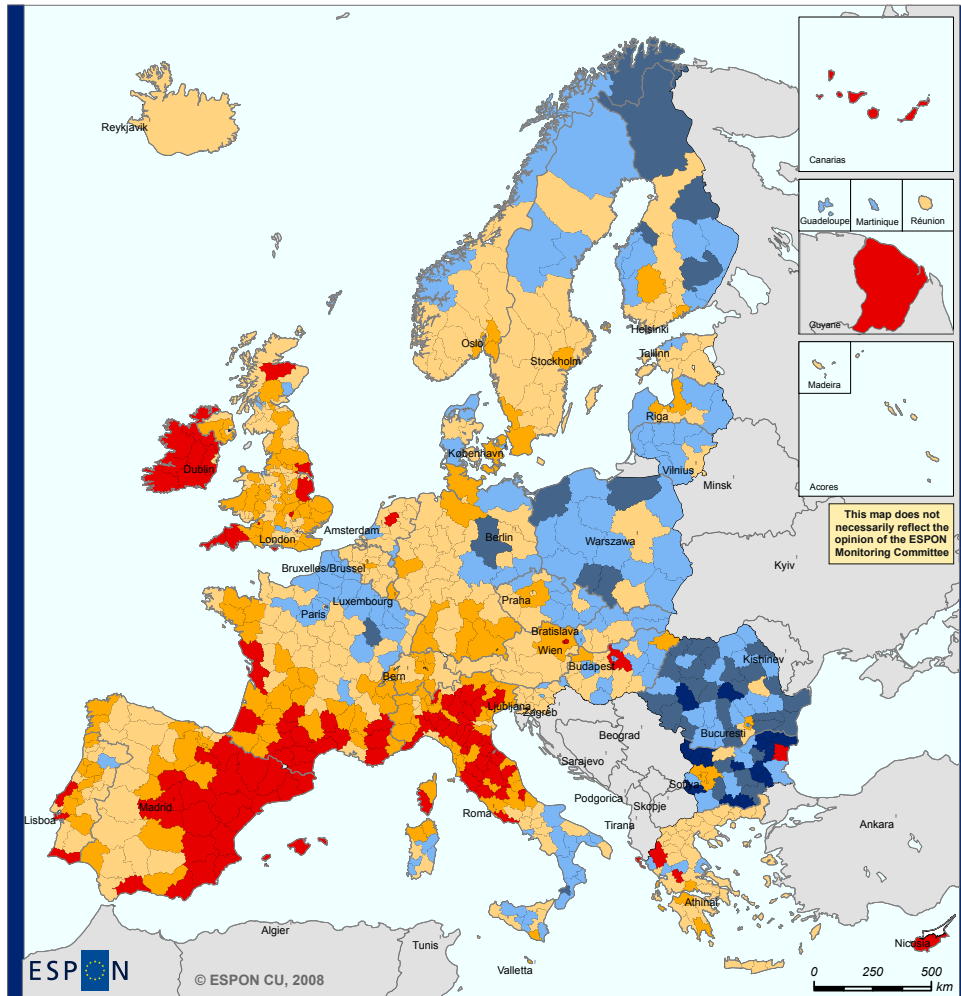 Reykjavik
Canarias
Guadeloupe
Martinique
Réunion
Guyane
Helsinki
Oslo
Tallinn
Stockholm
Madeira
Riga
København
Dublin
Vilnius
Minsk
Acores
This map does not
necessarily reflect the
opinion of the ESPON
Monitoring Committee
Amsterdam
London
Berlin
Warszawa
Bruxelles/Brussel
Kyiv
Luxembourg
Praha
Paris
Bratislava
Wien
Kishinev
Budapest
Bern
Ljubljana
Zagreb
Bucuresti
Beograd
Sarajevo
Sofiya
Madrid
Podgorica
Skopje
Roma
Lisboa
Tirana
Ankara
Athinai
Algier
Nicosia
Tunis
Valletta
ESPON
© ESPON CU, 2008
0 250 500
km